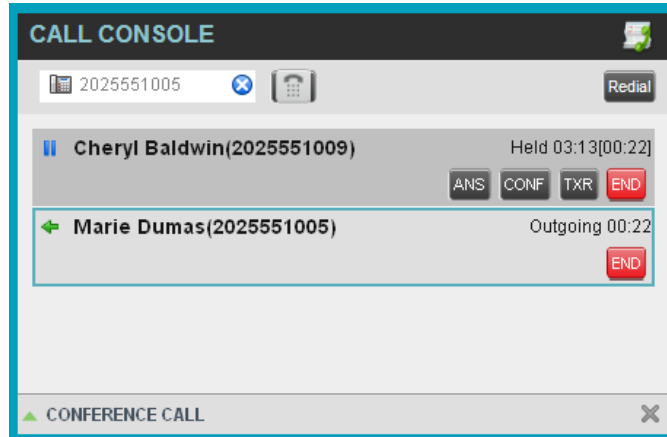 CALL CONSOLE
2025551005
Redial
Cheryl Baldwin(2025551009) Held 03:13[00:22]
ANS CONF TXR END
Marie Dumas(2025551005) Outgoing 00:22
END
CONFERENCE CALL